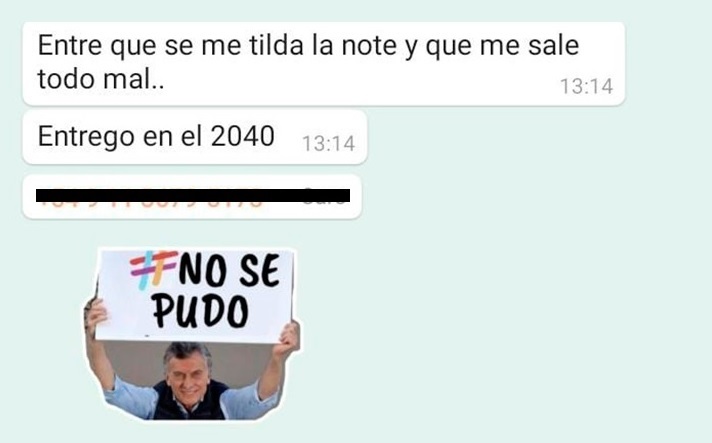 Entre que se me tilda la note y que me sale
todo mal..
13:14
Entrego en el 2040
13:14
#NO SE
PUDO